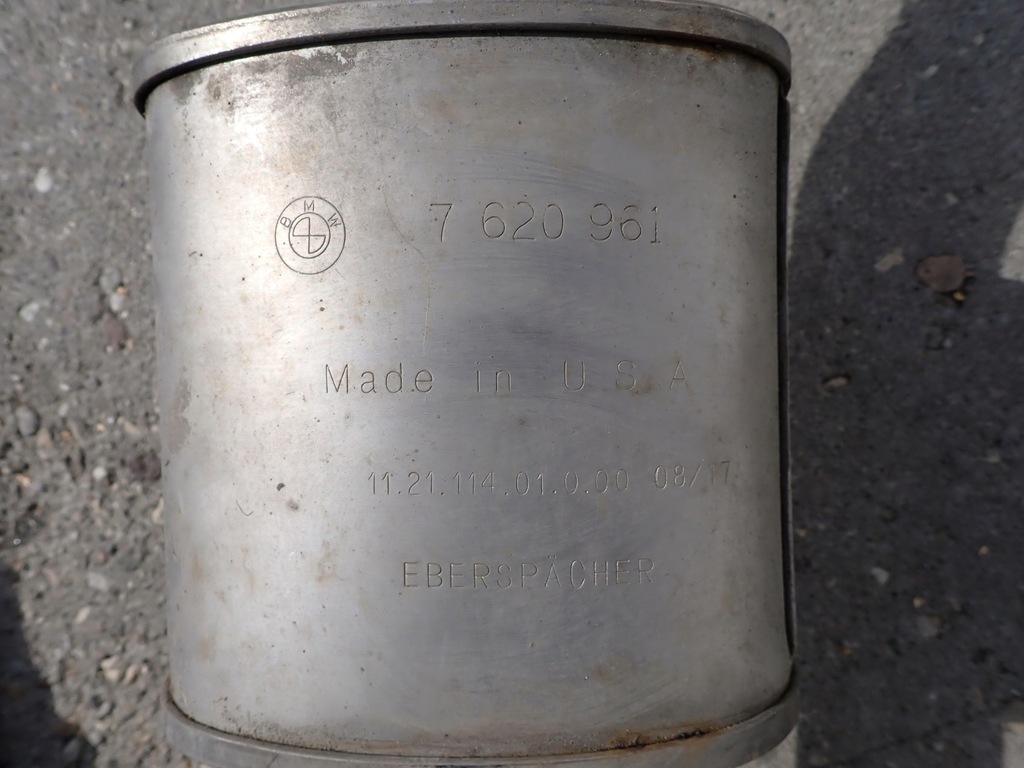 BMW 7 620 961
Made in U S A
11.21.114.01.0.00 08/17
EBERSPÄCHER